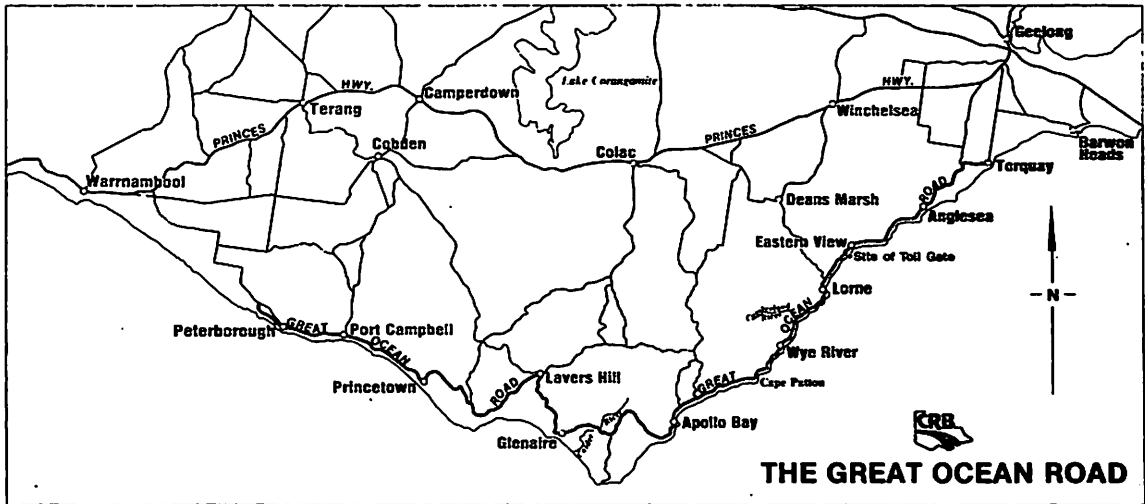 Geelong
Lake Corangamite
HWY.
HWY.
Camperdown
Terang
Winchelsea
PRINCES
PRINCES
Barwon
Heads
Cobden
Colac
Torquay
Warrnambool
ROAD
Deans Marsh
Anglesea
Eastern View
Site of Toll Gate
N
Lorne
OCEAN
Peterborough
GREAT
Port Campbell
OCEAN
Wye River
Princetown
ROAD
Lavers Hill
GREAT
Cape Patton
Apollo Bay
Glenaire
CRB
THE GREAT OCEAN ROAD